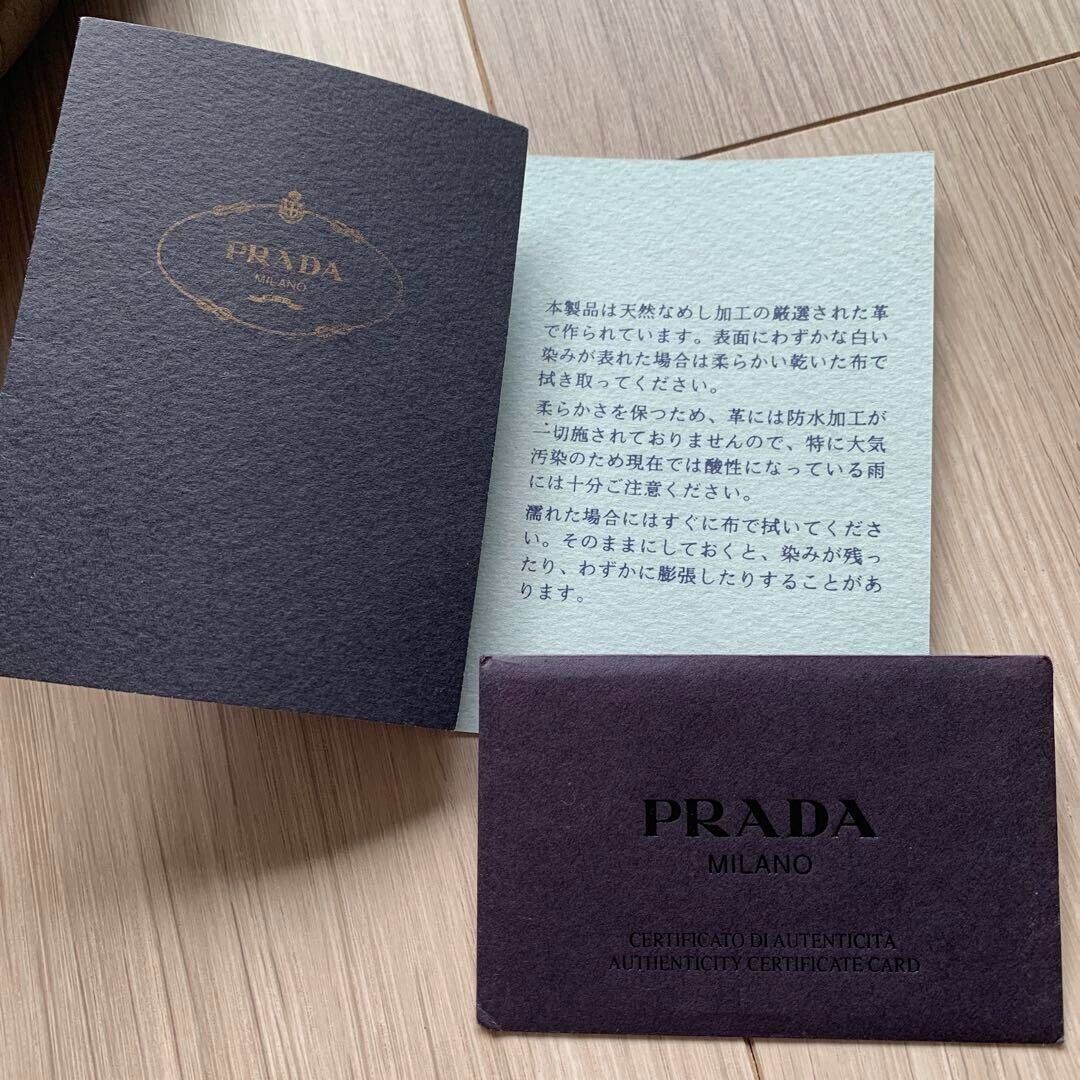 PRADA
MILANO
本製品は天然なめし加工の厳選された革
で作られています。表面にわずかな白い
染みが表れた場合は柔らかい乾いた布で
拭き取ってください。
柔らかさを保つため、革には防水加工が
一切施されておりませんので、特に大気
汚染のため現在では酸性になっている雨
には十分ご注意ください。
濡れた場合にはすぐに布で拭いてくださ
い。そのままにしておくと、染みが残っ
たり、わずかに膨張したりすることがあ
ります。
PRADA
MILANO
CERTIFICATO DI AUTENTICITÀ
AUTHENTICITY CERTIFICATE CARD